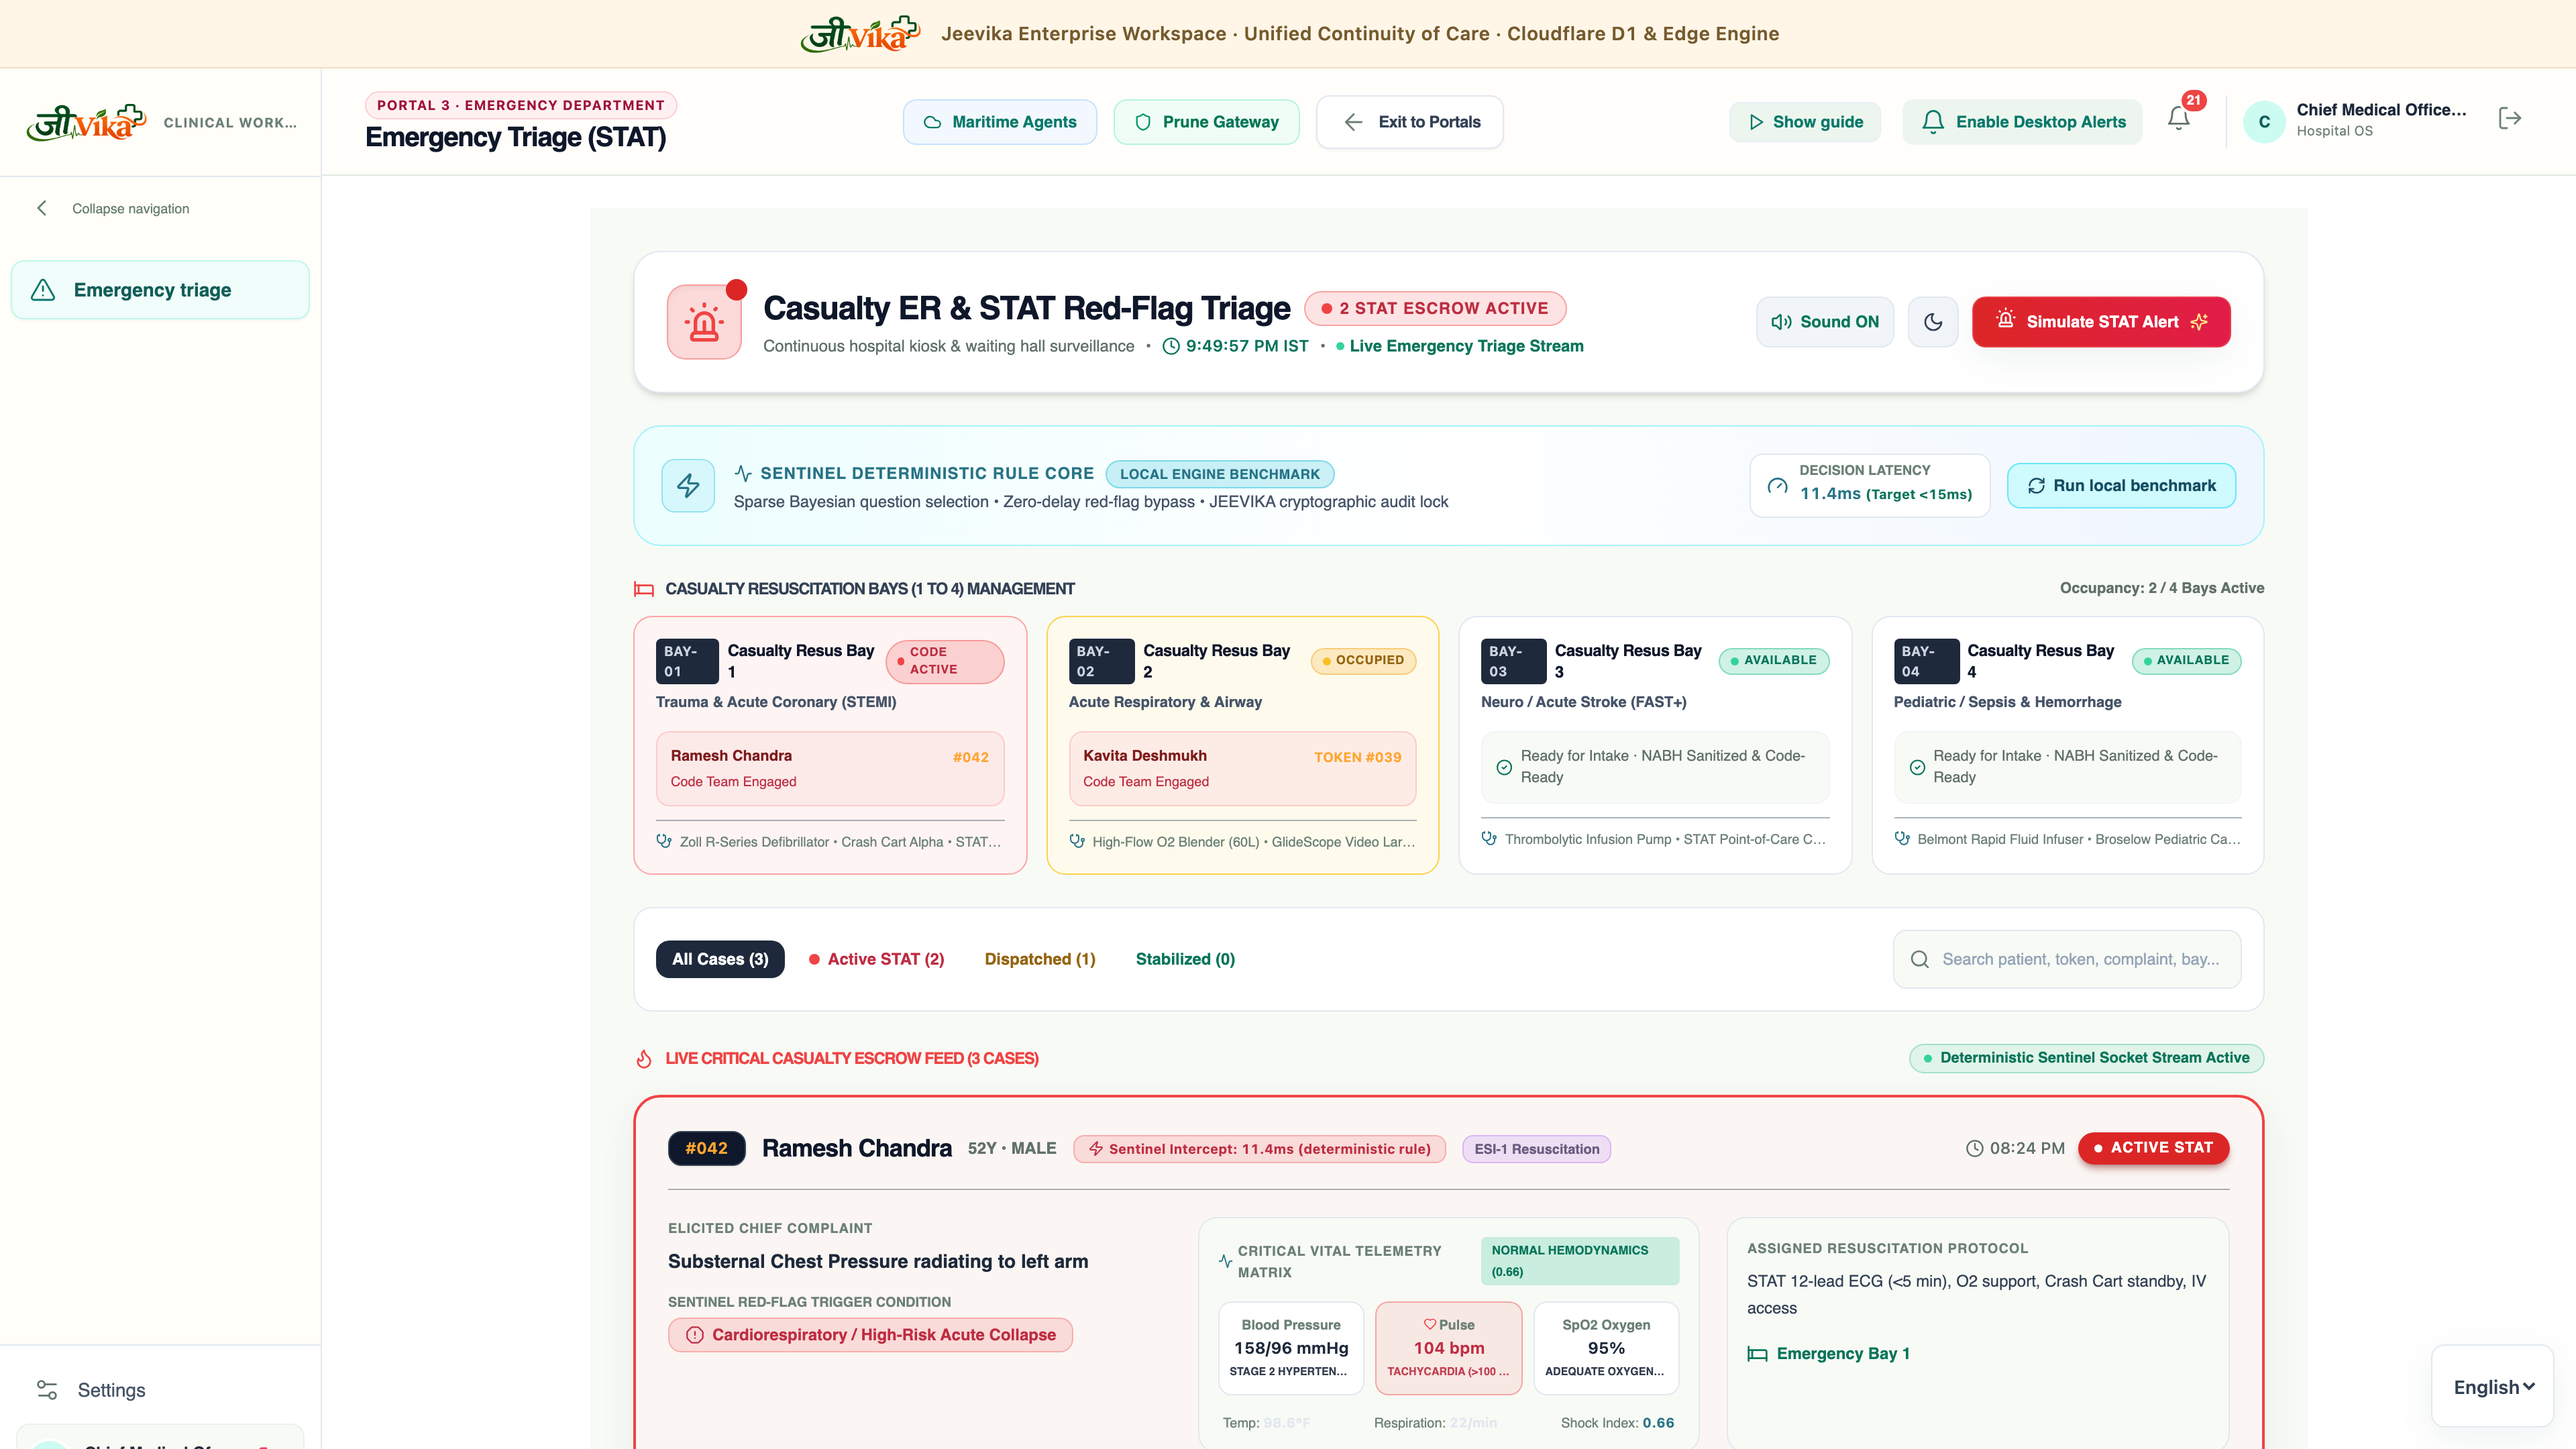 जीvika
Jeevika Enterprise Workspace · Unified Continuity of Care · Cloudflare D1 & Edge Engine
जीvika
CLINICAL WORK...
PORTAL 3 · EMERGENCY DEPARTMENT
Emergency Triage (STAT)
Maritime Agents
Prune Gateway
Exit to Portals
Show guide
Enable Desktop Alerts
21
C
Chief Medical Office...
Hospital OS
Collapse navigation
Emergency triage
Casualty ER & STAT Red-Flag Triage
2 STAT ESCROW ACTIVE
Continuous hospital kiosk & waiting hall surveillance • 9:49:57 PM IST • Live Emergency Triage Stream
Sound ON
Simulate STAT Alert
SENTINEL DETERMINISTIC RULE CORE
LOCAL ENGINE BENCHMARK
Sparse Bayesian question selection • Zero-delay red-flag bypass • JEEVIKA cryptographic audit lock
DECISION LATENCY
11.4ms (Target <15ms)
Run local benchmark
CASUALTY RESUSCITATION BAYS (1 TO 4) MANAGEMENT
Occupancy: 2 / 4 Bays Active
BAY-
01
Casualty Resus Bay
1
CODE
ACTIVE
Trauma & Acute Coronary (STEMI)
Ramesh Chandra
#042
Code Team Engaged
Zoll R-Series Defibrillator • Crash Cart Alpha • STAT...
BAY-
02
Casualty Resus Bay
2
OCCUPIED
Acute Respiratory & Airway
Kavita Deshmukh
TOKEN #039
Code Team Engaged
High-Flow O2 Blender (60L) • GlideScope Video Lar...
BAY-
03
Casualty Resus Bay
3
AVAILABLE
Neuro / Acute Stroke (FAST+)
Ready for Intake · NABH Sanitized & Code-
Ready
Thrombolytic Infusion Pump • STAT Point-of-Care C...
BAY-
04
Casualty Resus Bay
4
AVAILABLE
Pediatric / Sepsis & Hemorrhage
Ready for Intake · NABH Sanitized & Code-
Ready
Belmont Rapid Fluid Infuser • Broselow Pediatric Ca...
All Cases (3)
Active STAT (2)
Dispatched (1)
Stabilized (0)
Search patient, token, complaint, bay...
LIVE CRITICAL CASUALTY ESCROW FEED (3 CASES)
Deterministic Sentinel Socket Stream Active
#042
Ramesh Chandra
52Y · MALE
Sentinel Intercept: 11.4ms (deterministic rule)
ESI-1 Resuscitation
08:24 PM
ACTIVE STAT
ELICITED CHIEF COMPLAINT
Substernal Chest Pressure radiating to left arm
SENTINEL RED-FLAG TRIGGER CONDITION
Cardiorespiratory / High-Risk Acute Collapse
CRITICAL VITAL TELEMETRY
MATRIX
NORMAL HEMODYNAMICS
(0.66)
Blood Pressure
158/96 mmHg
STAGE 2 HYPERTEN...
Pulse
104 bpm
TACHYCARDIA (>100 ...
SpO2 Oxygen
95%
ADEQUATE OXYGEN...
Temp: 98.6°F
Respiration: 22/min
Shock Index: 0.66
ASSIGNED RESUSCITATION PROTOCOL
STAT 12-lead ECG (<5 min), O2 support, Crash Cart standby, IV
access
Emergency Bay 1
Settings
English